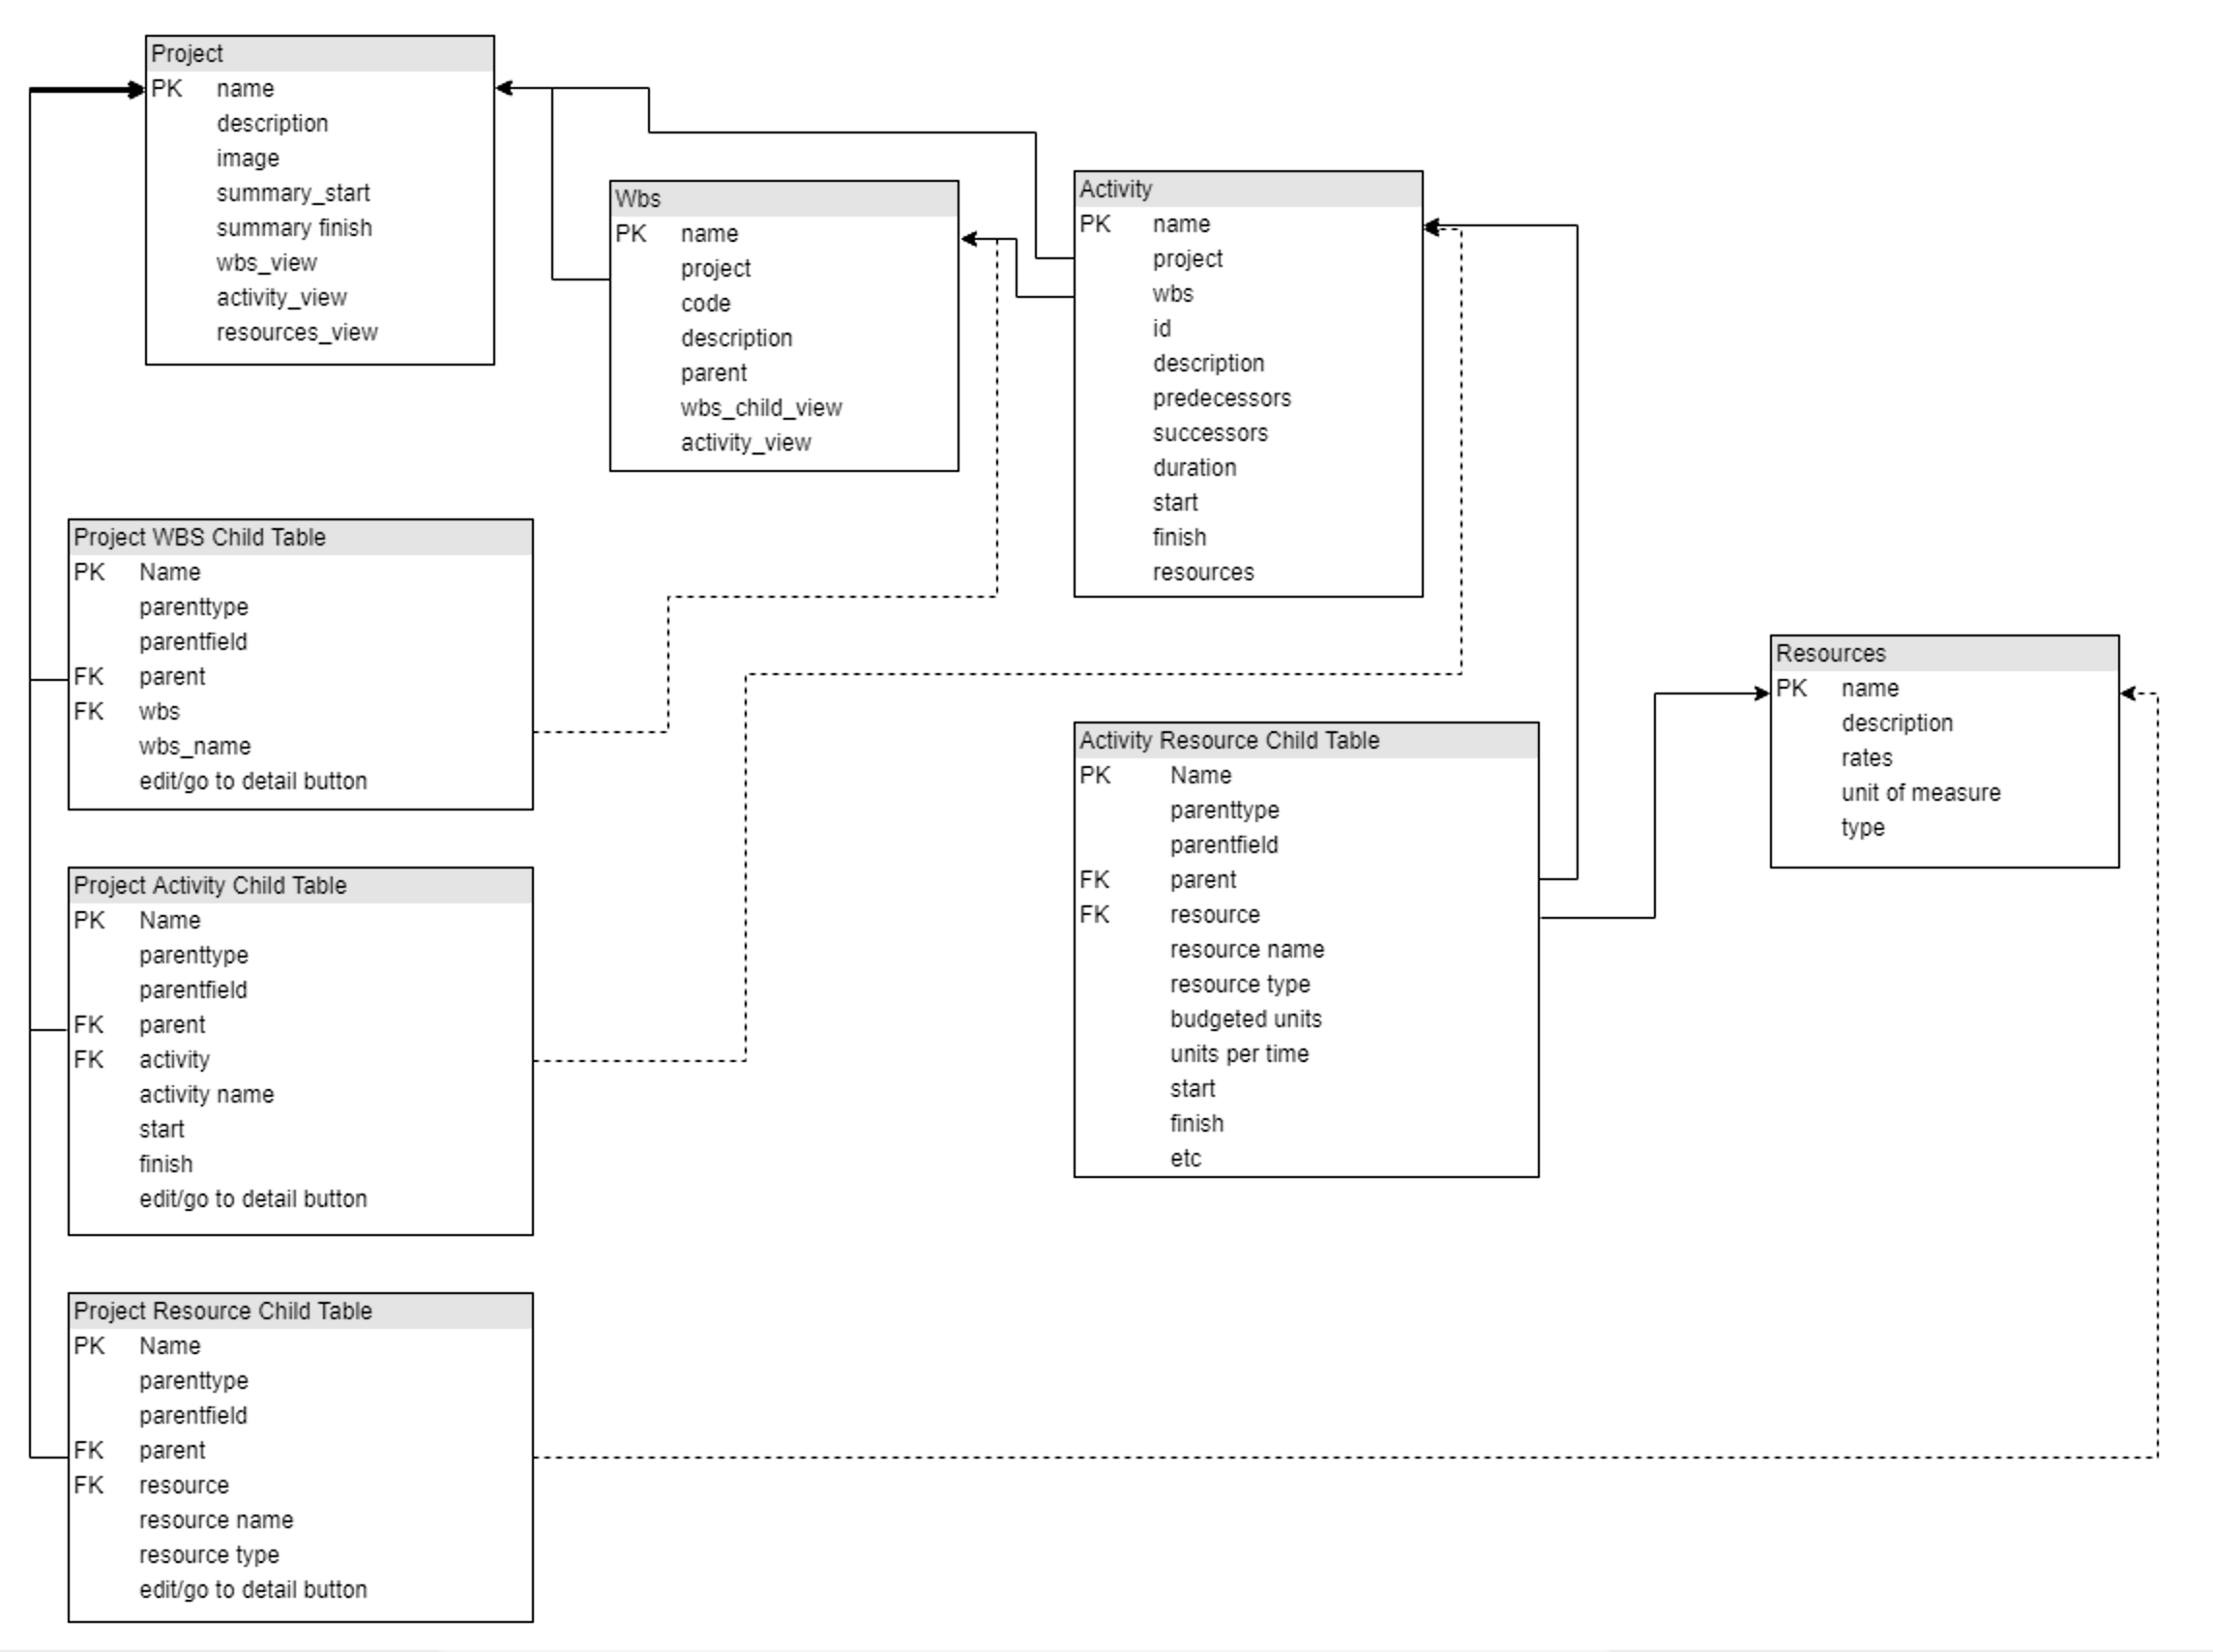 Project
PK name
description
image
summary_start
summary finish
wbs_view
activity_view
resources_view
Wbs
PK name
project
code
description
parent
wbs_child_view
activity_view
Activity
PK name
project
wbs
id
description
predecessors
successors
duration
start
finish
resources
Project WBS Child Table
PK Name
parenttype
parentfield
FK parent
FK wbs
wbs_name
edit/go to detail button
Resources
PK name
description
rates
unit of measure
type
Activity Resource Child Table
PK Name
parenttype
parentfield
FK parent
FK resource
resource name
resource type
budgeted units
units per time
start
finish
etc
Project Activity Child Table
PK Name
parenttype
parentfield
FK parent
FK activity
activity name
start
finish
edit/go to detail button
Project Resource Child Table
PK Name
parenttype
parentfield
FK parent
FK resource
resource name
resource type
edit/go to detail button